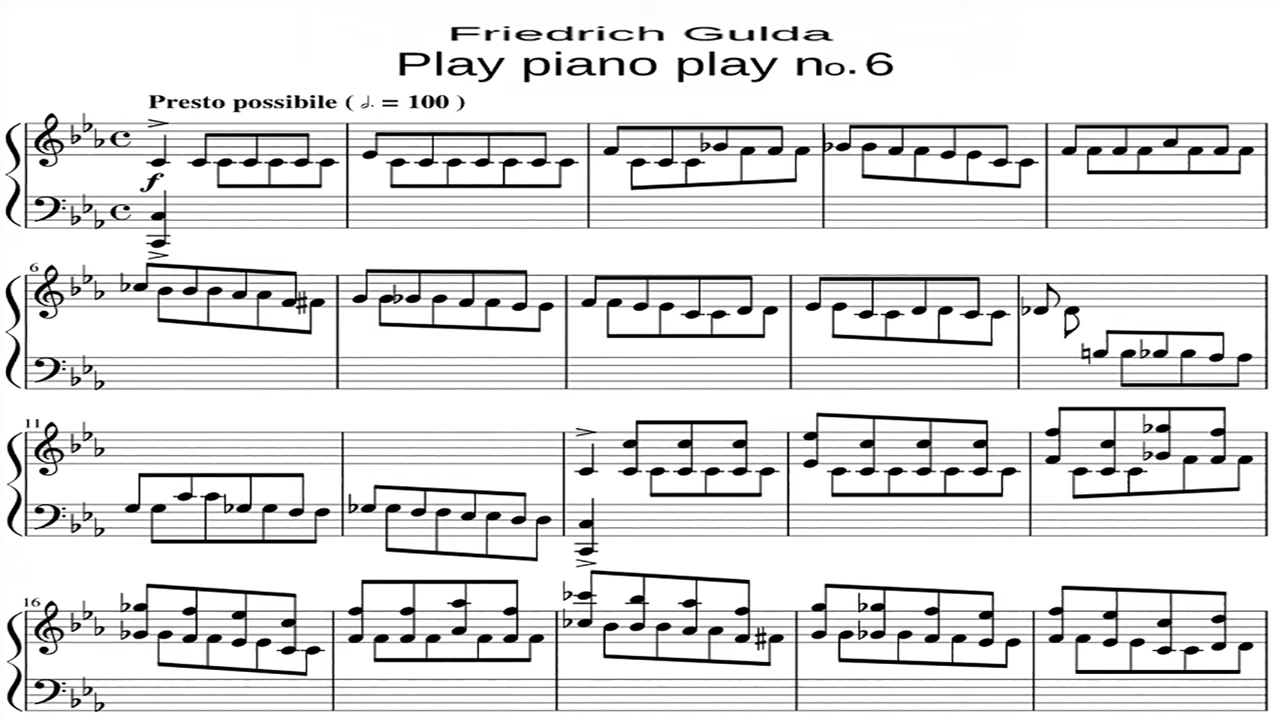 Friedrich Gulda
Play piano play no. 6
Presto possibile ( 𝅗𝅥. = 100 )
f
6
11
16